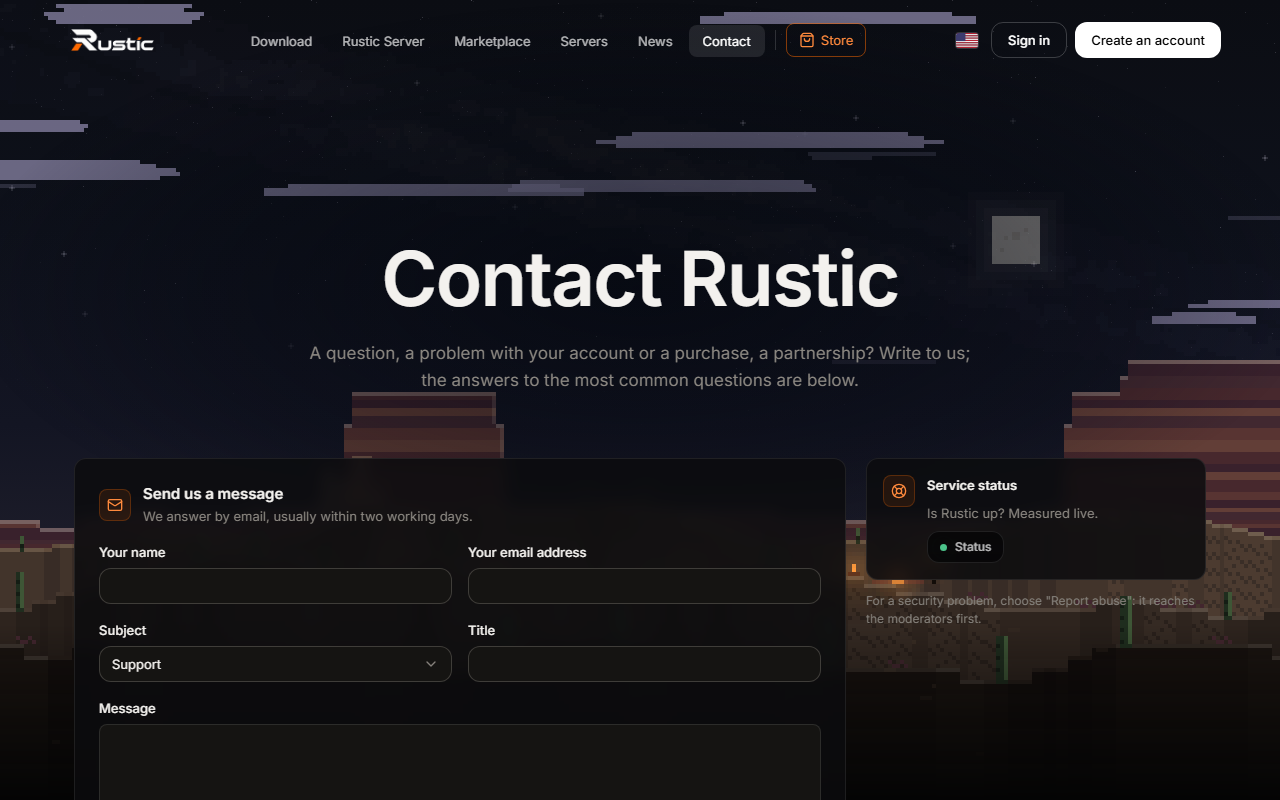 Rustic
Download
Rustic Server
Marketplace
Servers
News
Contact
Store
Sign in
Create an account
Contact Rustic
A question, a problem with your account or a purchase, a partnership? Write to us;
the answers to the most common questions are below.
Send us a message
We answer by email, usually within two working days.
Your name
Your email address
Subject
Support
Title
Message
Service status
Is Rustic up? Measured live.
Status
For a security problem, choose "Report abuse": it reaches
the moderators first.